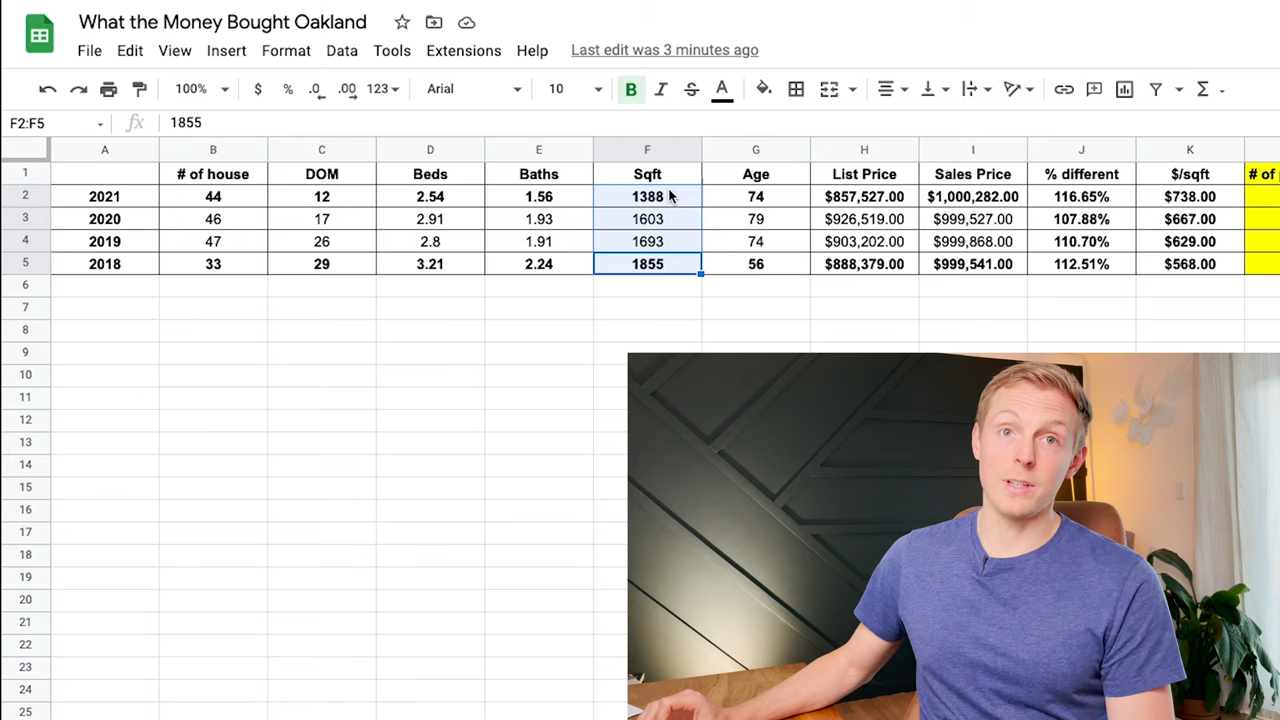 What the Money Bought Oakland
File Edit View Insert Format Data Tools Extensions Help Last edit was 3 minutes ago
100% $ % .0 .00 123 Arial 10 B I S A Σ
F2:F5 fx 1855
A B C D E F G H I J K
1 # of house DOM Beds Baths Sqft Age List Price Sales Price % different $/sqft # of
2 2021 44 12 2.54 1.56 1388 74 $857,527.00 $1,000,282.00 116.65% $738.00
3 2020 46 17 2.91 1.93 1603 79 $926,519.00 $999,527.00 107.88% $667.00
4 2019 47 26 2.8 1.91 1693 74 $903,202.00 $999,868.00 110.70% $629.00
5 2018 33 29 3.21 2.24 1855 56 $888,379.00 $999,541.00 112.51% $568.00
6
7
8
9
10
11
12
13
14
15
16
17
18
19
20
21
22
23
24
25